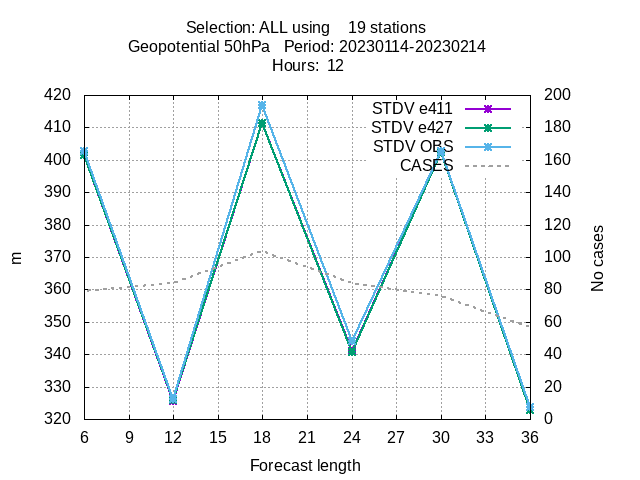 Selection: ALL using    19 stations
Geopotential 50hPa   Period: 20230114-20230214
Hours:  12
420 200
STDV e411
410 STDV e427 180
STDV OBS
400 CASES 160
390 140
380 120
370 100
360 80
350 60
340 40
330 20
320 0
m
No cases
6 9 12 15 18 21 24 27 30 33 36
Forecast length